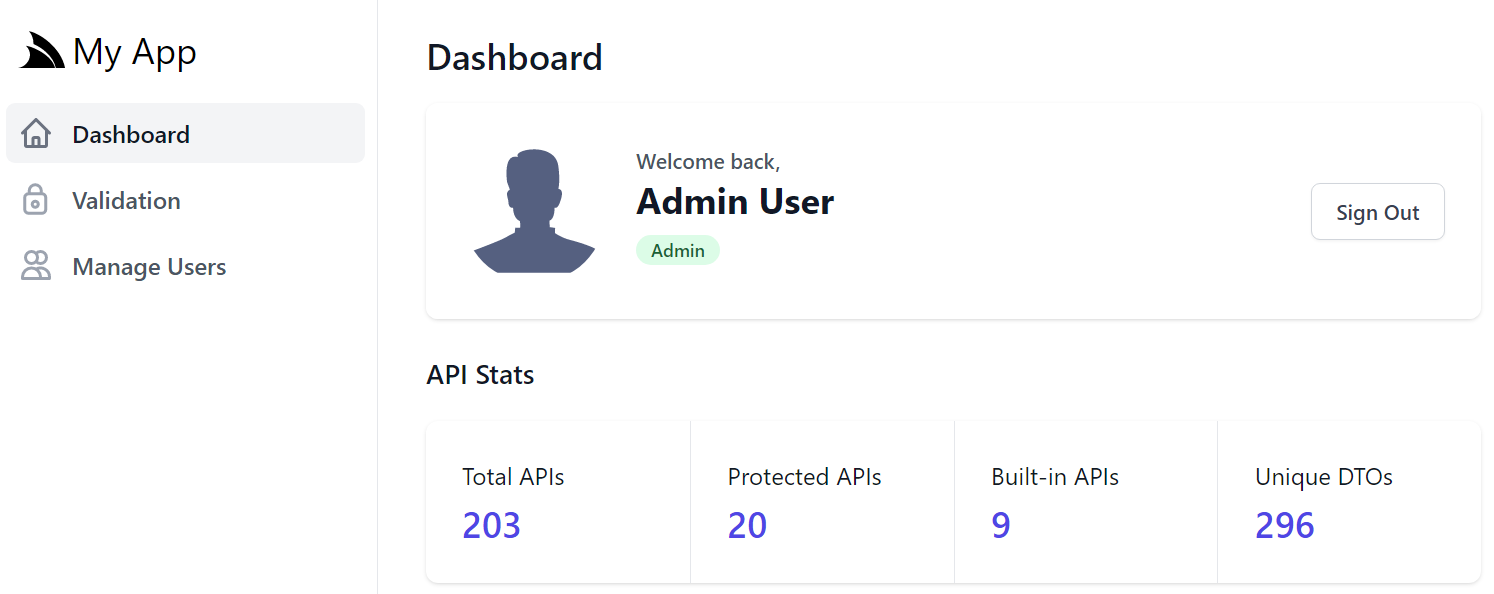 My App
Dashboard
Validation
Manage Users
Dashboard
Welcome back,
Admin User
Admin
Sign Out
API Stats
Total APIs
203
Protected APIs
20
Built-in APIs
9
Unique DTOs
296